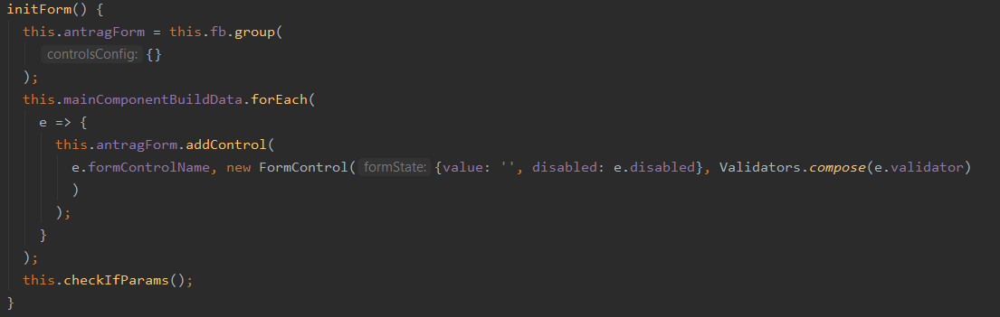 initForm() {
this.antragForm = this.fb.group(
controlsConfig: {}
);
this.mainComponentBuildData.forEach(
e => {
this.antragForm.addControl(
e.formControlName, new FormControl( formState: {value: '', disabled: e.disabled}, Validators.compose(e.validator)
)
);
}
);
this.checkIfParams();
}